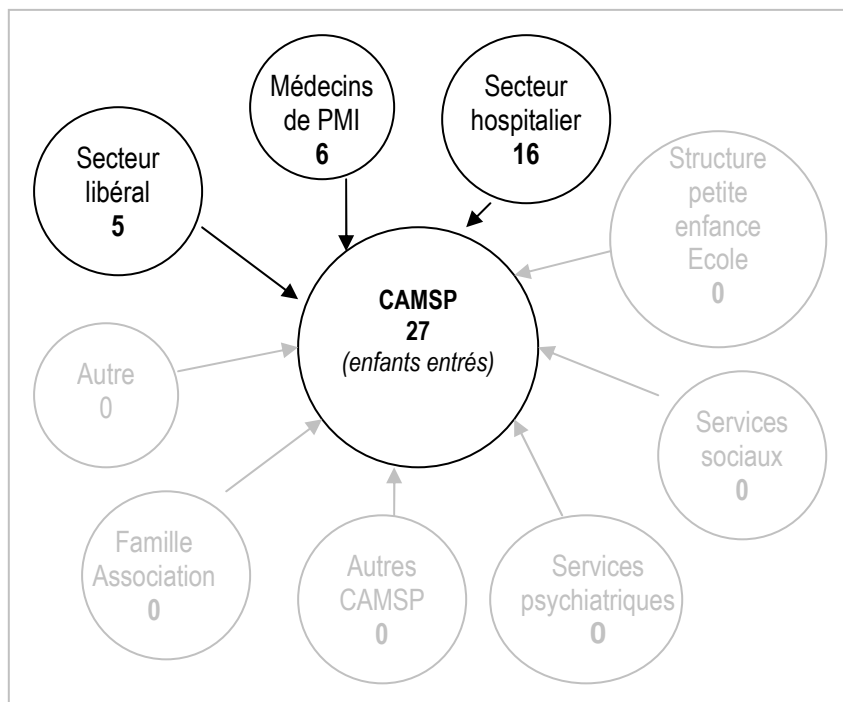 Médecins
de PMI
6
Secteur
hospitalier
16
Secteur
libéral
5
Structure
petite
enfance
Ecole
0
CAMSP
27
(enfants entrés)
Autre
0
Services
sociaux
0
Famille
Association
0
Autres
CAMSP
0
Services
psychiatriques
0